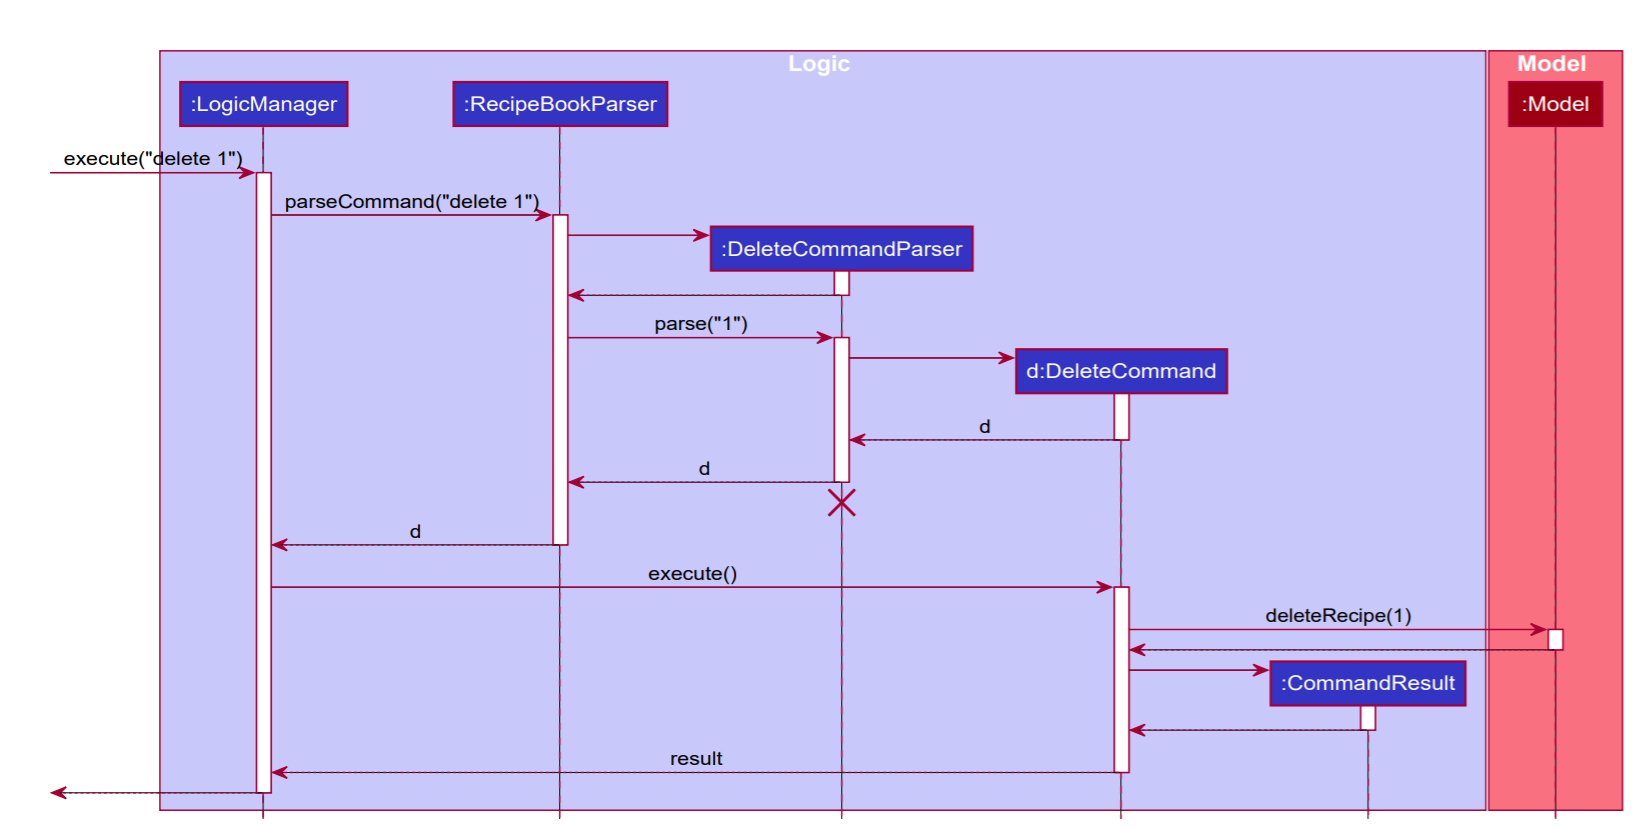 Logic
Model
:LogicManager
:RecipeBookParser
:Model
execute("delete 1")
parseCommand("delete 1")
:DeleteCommandParser
parse("1")
d:DeleteCommand
d
d
d
execute()
deleteRecipe(1)
:CommandResult
result